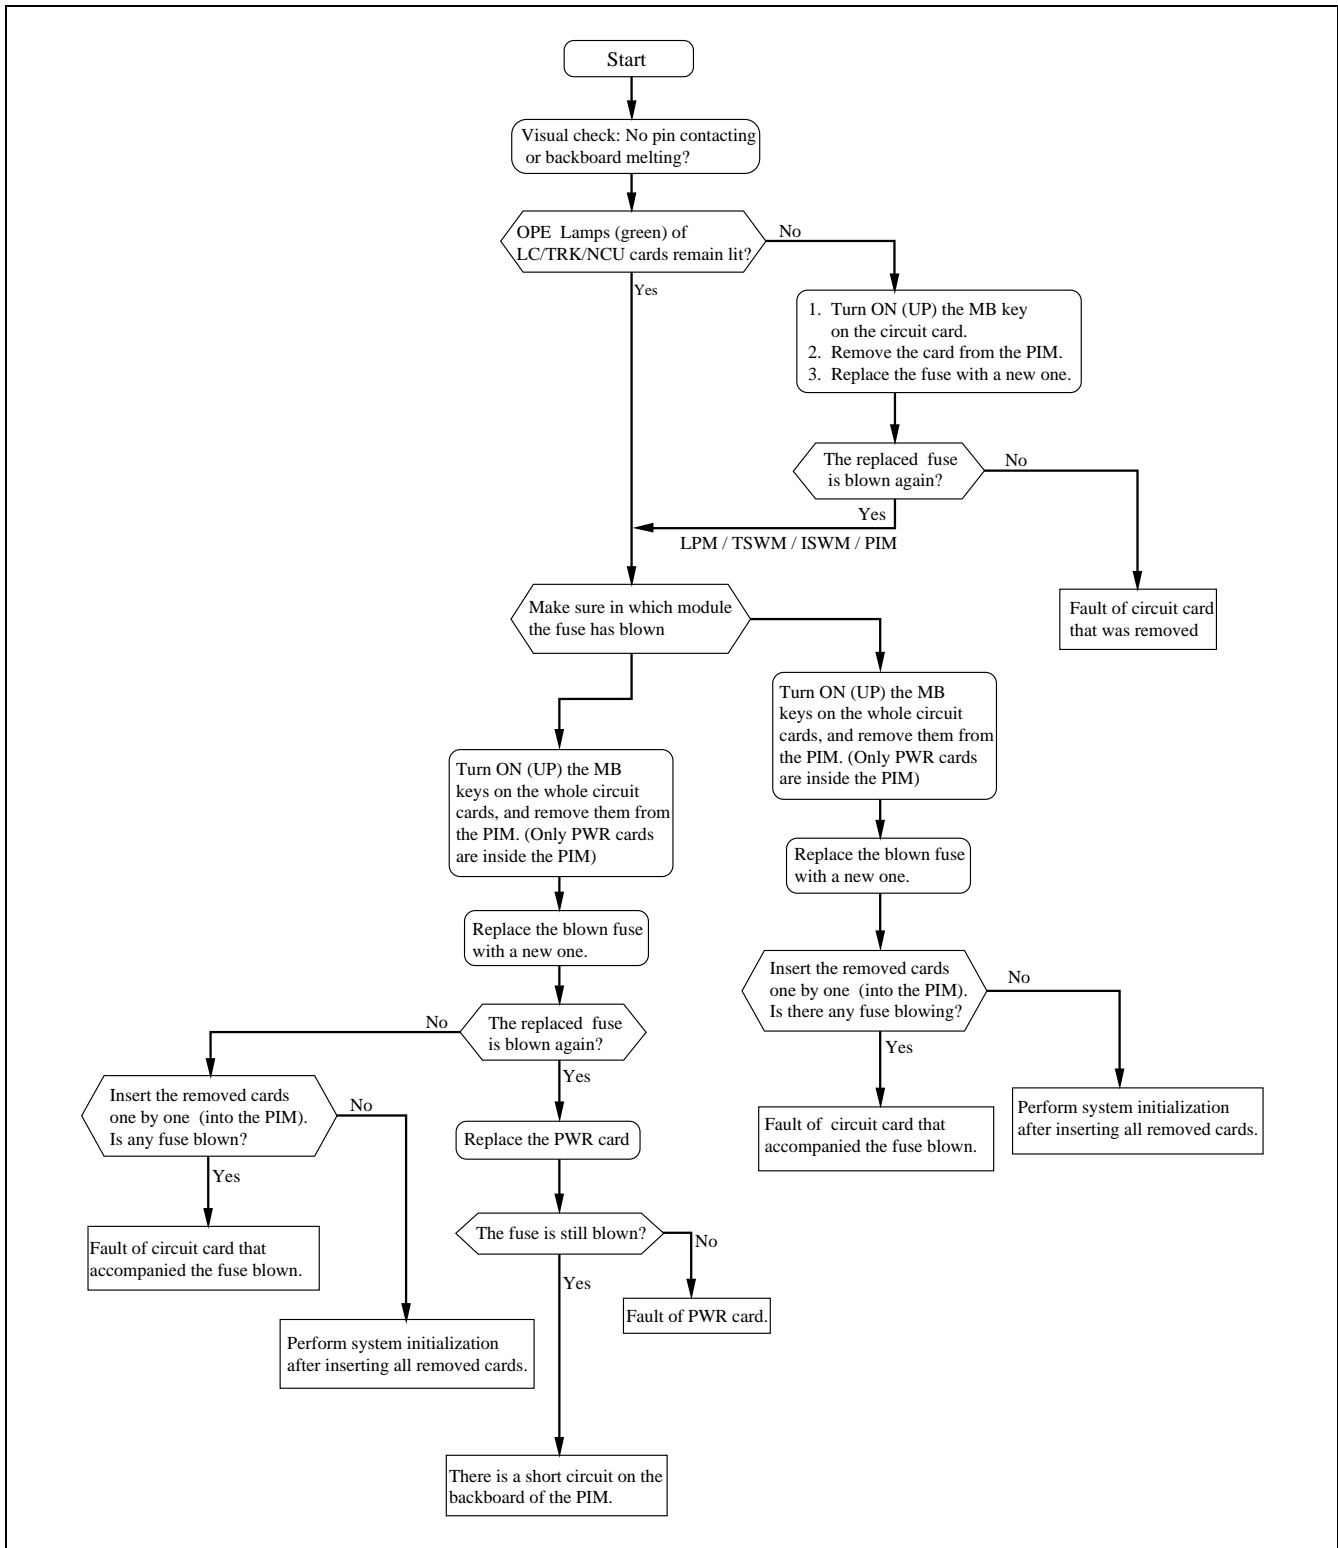 Start
Visual check: No pin contacting
or backboard melting?
OPE Lamps (green) of
LC/TRK/NCU cards remain lit?
No
Yes
1. Turn ON (UP) the MB key
on the circuit card.
2. Remove the card from the PIM.
3. Replace the fuse with a new one.
The replaced fuse
is blown again?
No
Yes
LPM / TSWM / ISWM / PIM
Fault of circuit card
that was removed
Make sure in which module
the fuse has blown
Turn ON (UP) the MB
keys on the whole circuit
cards, and remove them from
the PIM. (Only PWR cards
are inside the PIM)
Replace the blown fuse
with a new one.
Insert the removed cards
one by one (into the PIM).
Is there any fuse blowing?
No
Yes
Fault of circuit card that
accompanied the fuse blown.
Perform system initialization
after inserting all removed cards.
Turn ON (UP) the MB
keys on the whole circuit
cards, and remove them from
the PIM. (Only PWR cards
are inside the PIM)
Replace the blown fuse
with a new one.
The replaced fuse
is blown again?
No
Yes
Insert the removed cards
one by one (into the PIM).
Is any fuse blown?
No
Yes
Fault of circuit card that
accompanied the fuse blown.
Perform system initialization
after inserting all removed cards.
Replace the PWR card
The fuse is still blown?
No
Yes
Fault of PWR card.
There is a short circuit on the
backboard of the PIM.